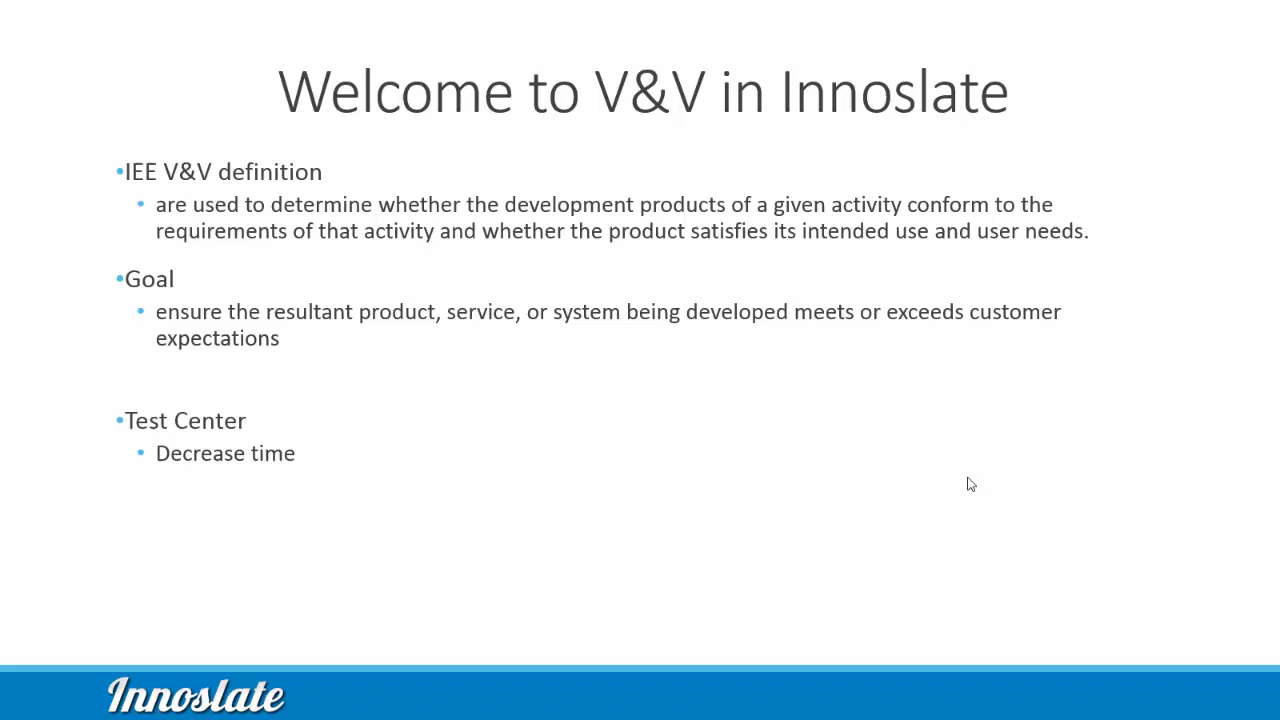 Welcome to V&V in Innoslate
•IEE V&V definition
• are used to determine whether the development products of a given activity conform to the
requirements of that activity and whether the product satisfies its intended use and user needs.
•Goal
• ensure the resultant product, service, or system being developed meets or exceeds customer
expectations
•Test Center
• Decrease time
Innoslate